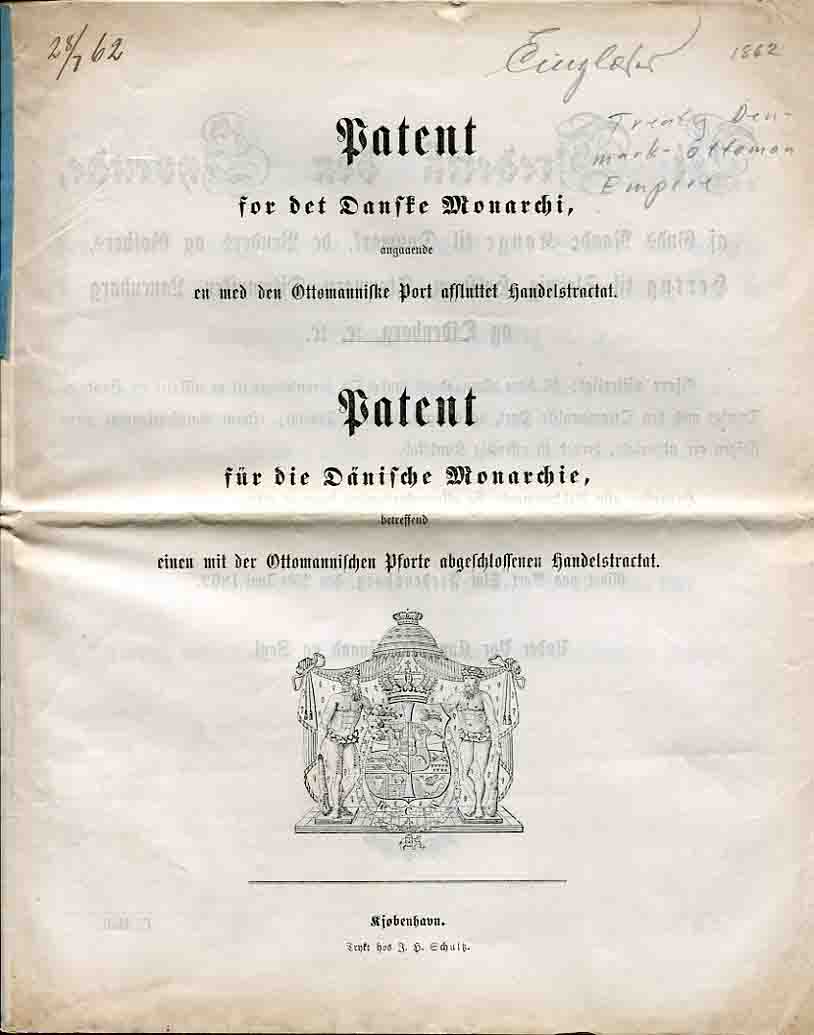 28/7 62
1862
Treaty Den-
mark-Ottoman
Empire
Patent
for det Danske Monarchi,
angaaende
en med den Ottomanniske Port afsluttet Handelstractat.
Patent
für die Dänische Monarchie,
betreffend
einen mit der Ottomannischen Pforte abgeschlossenen Handelstractat.
Kjøbenhavn.
Trykt hos J. H. Schultz.